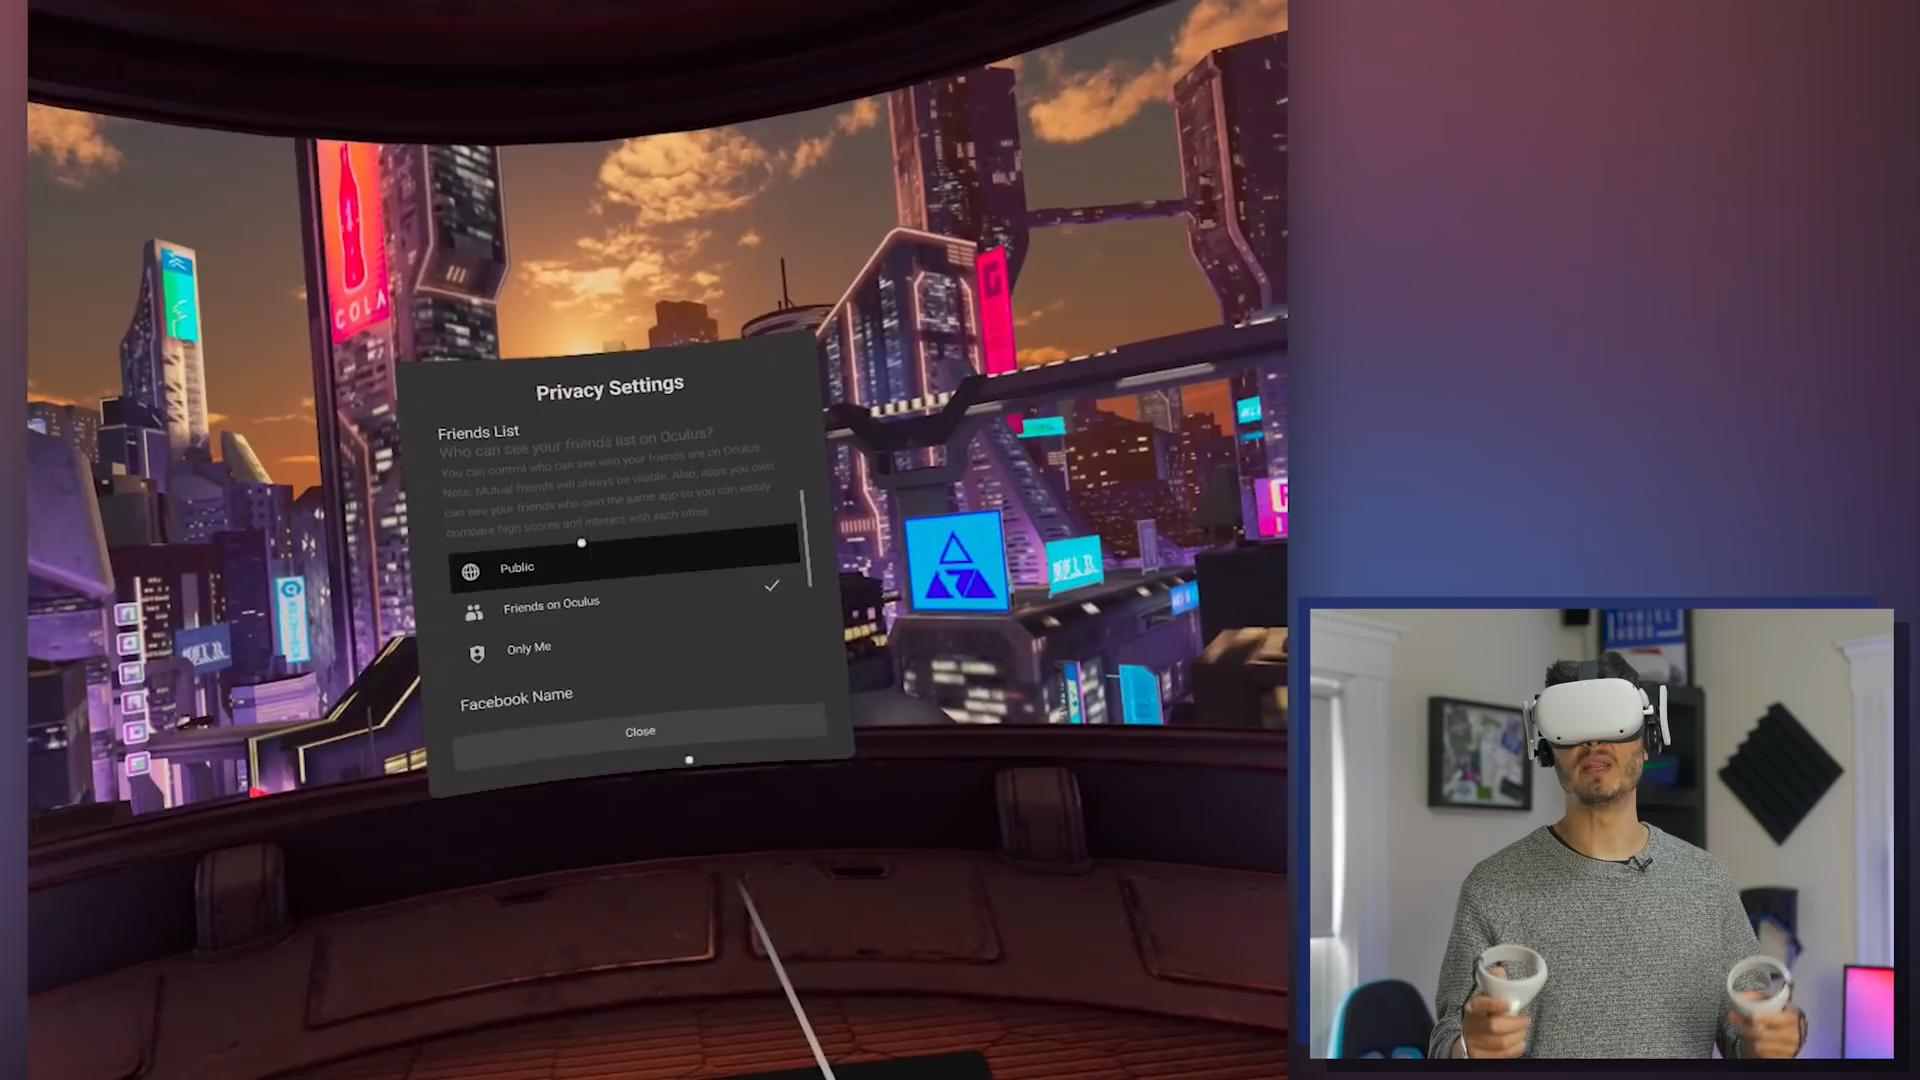 COLA
Privacy Settings
Friends List
Who can see your friends list on Oculus?
You can control who can see who your friends are on Oculus.
Note: Mutual friends will always be visible. Also, apps you own
can see your friends who own the same app so you can easily
compare high scores and interact with each other.
Public
Friends on Oculus
Only Me
Facebook Name
Close